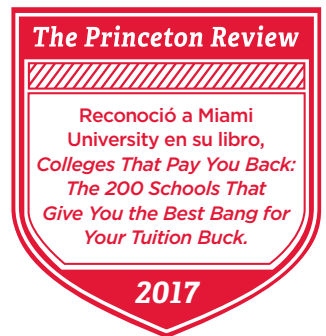 The Princeton Review
Reconoció a Miami
University en su libro,
Colleges That Pay You Back:
The 200 Schools That
Give You the Best Bang for
Your Tuition Buck.
2017